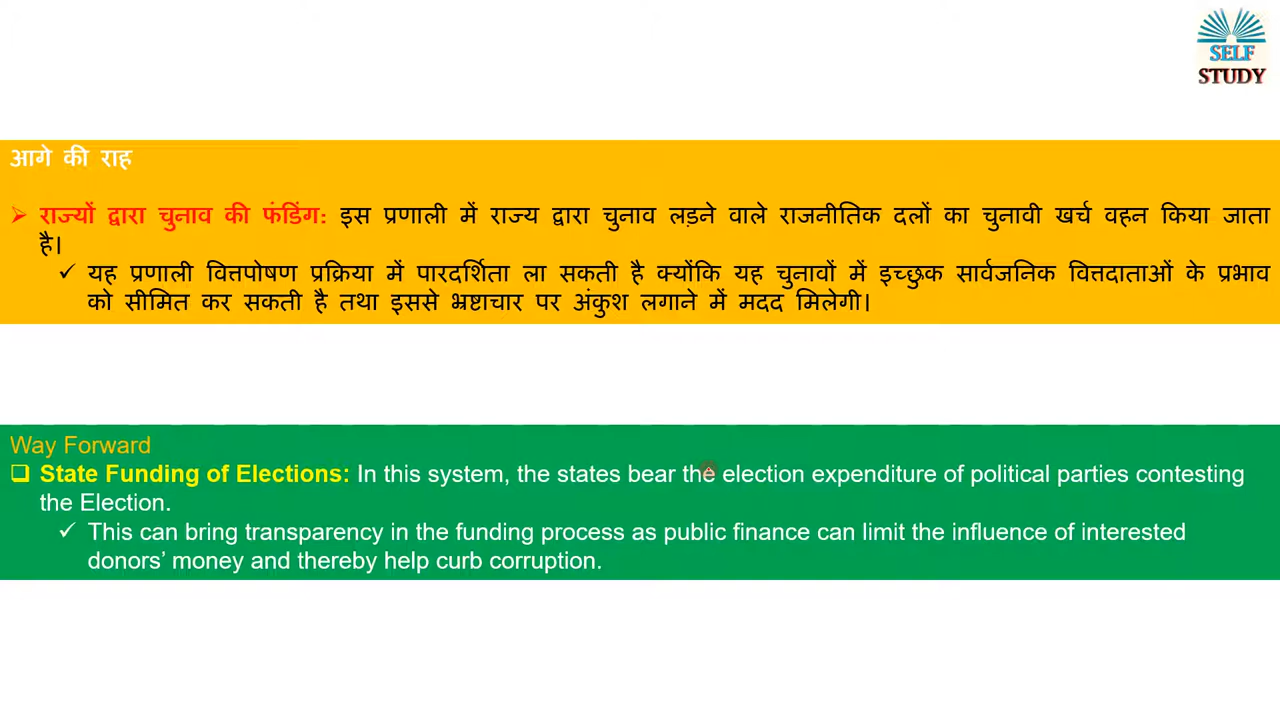 SELF
STUDY
आगे की राह
राज्यों द्वारा चुनाव की फंडिंग: इस प्रणाली में राज्य द्वारा चुनाव लड़ने वाले राजनीतिक दलों का चुनावी खर्च वहन किया जाता
है।
यह प्रणाली वित्तपोषण प्रक्रिया में पारदर्शिता ला सकती है क्योंकि यह चुनावों में इच्छुक सार्वजनिक वित्तदाताओं के प्रभाव
को सीमित कर सकती है तथा इससे भ्रष्टाचार पर अंकुश लगाने में मदद मिलेगी।
Way Forward
State Funding of Elections: In this system, the states bear the election expenditure of political parties contesting
the Election.
This can bring transparency in the funding process as public finance can limit the influence of interested
donors’ money and thereby help curb corruption.